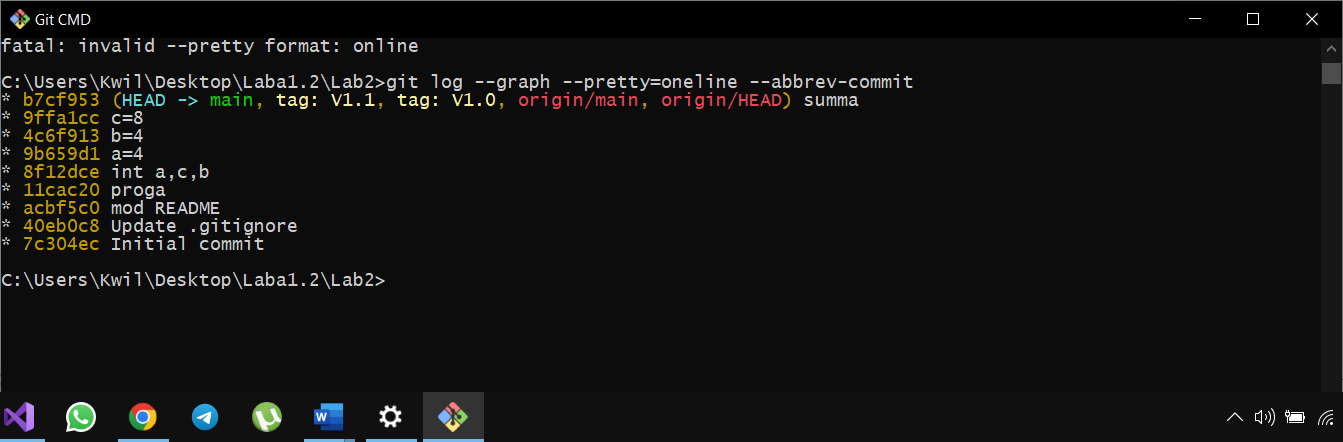 Git CMD
fatal: invalid --pretty format: online
C:\Users\Kwil\Desktop\Laba1.2\Lab2>git log --graph --pretty=oneline --abbrev-commit
* b7cf953 (HEAD -> main, tag: V1.1, tag: V1.0, origin/main, origin/HEAD) summa
* 9ffa1cc c=8
* 4c6f913 b=4
* 9b659d1 a=4
* 8f12dce int a,c,b
* 11cac20 proga
* acbf5c0 mod README
* 40eb0c8 Update .gitignore
* 7c304ec Initial commit
C:\Users\Kwil\Desktop\Laba1.2\Lab2>